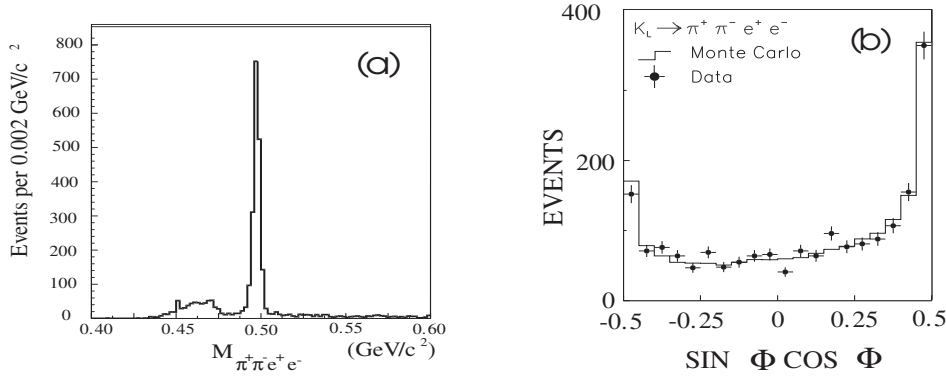 Events per 0.002 GeV/c 2
800
700
600
500
400
300
200
100
0
(a)
0.40 0.45 0.50 0.55 0.60
M π+π-e+e- (GeV/c²)
400
200
0
EVENTS
K_L → π+ π- e+ e-
Monte Carlo
Data
(b)
-0.5 -0.25 0 0.25 0.5
SIN Φ COS Φ